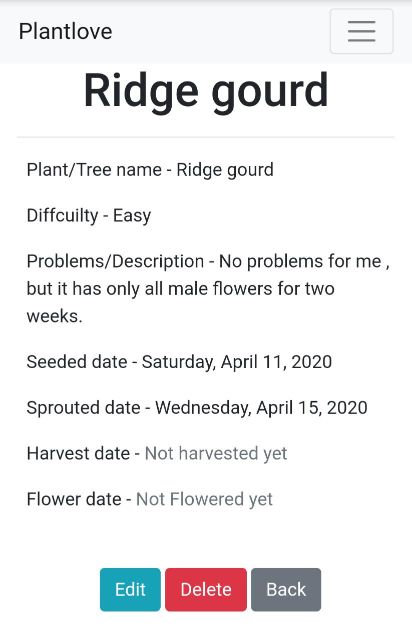 Plantlove
Ridge gourd
Plant/Tree name - Ridge gourd
Diffcuilty - Easy
Problems/Description - No problems for me ,
but it has only all male flowers for two
weeks.
Seeded date - Saturday, April 11, 2020
Sprouted date - Wednesday, April 15, 2020
Harvest date - Not harvested yet
Flower date - Not Flowered yet
Edit Delete Back